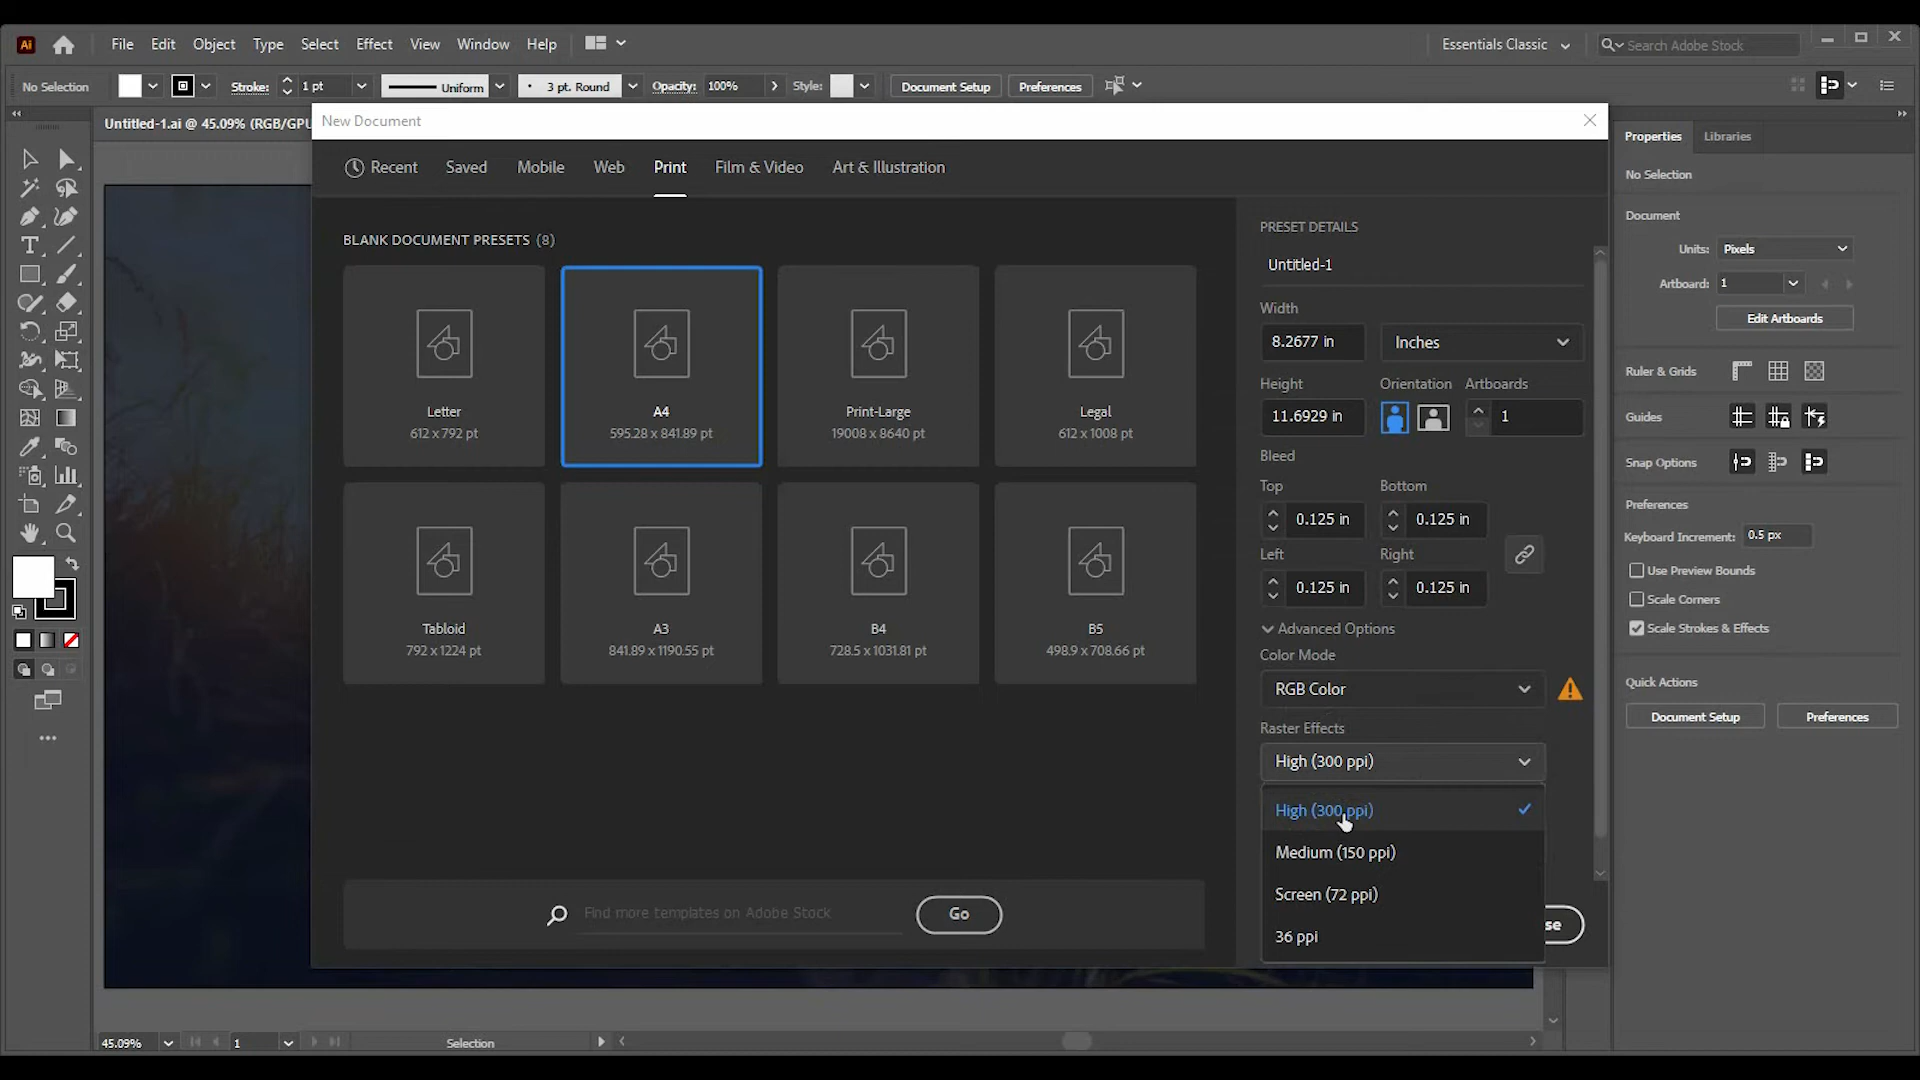 Ai File Edit Object Type Select Effect View Window Help Essentials Classic Search Adobe Stock
No Selection Stroke: 1 pt Uniform 3 pt. Round Opacity: 100% Style: Document Setup Preferences
Untitled-1.ai @ 45.09% (RGB/GPU
New Document
Recent Saved Mobile Web Print Film & Video Art & Illustration
BLANK DOCUMENT PRESETS (8)
Letter
612 x 792 pt
A4
595.28 x 841.89 pt
Print-Large
19008 x 8640 pt
Legal
612 x 1008 pt
Tabloid
792 x 1224 pt
A3
841.89 x 1190.55 pt
B4
728.5 x 1031.81 pt
B5
498.9 x 708.66 pt
Find more templates on Adobe Stock Go
PRESET DETAILS
Untitled-1
Width
8.2677 in Inches
Height Orientation Artboards
11.6929 in 1
Bleed
Top Bottom
0.125 in 0.125 in
Left Right
0.125 in 0.125 in
Advanced Options
Color Mode
RGB Color
Raster Effects
High (300 ppi)
High (300 ppi)
Medium (150 ppi)
Screen (72 ppi)
36 ppi
se
Properties Libraries
No Selection
Document
Units: Pixels
Artboard: 1
Edit Artboards
Ruler & Grids
Guides
Snap Options
Preferences
Keyboard Increment: 0.5 px
Use Preview Bounds
Scale Corners
Scale Strokes & Effects
Quick Actions
Document Setup Preferences
45.09% 1 Selection